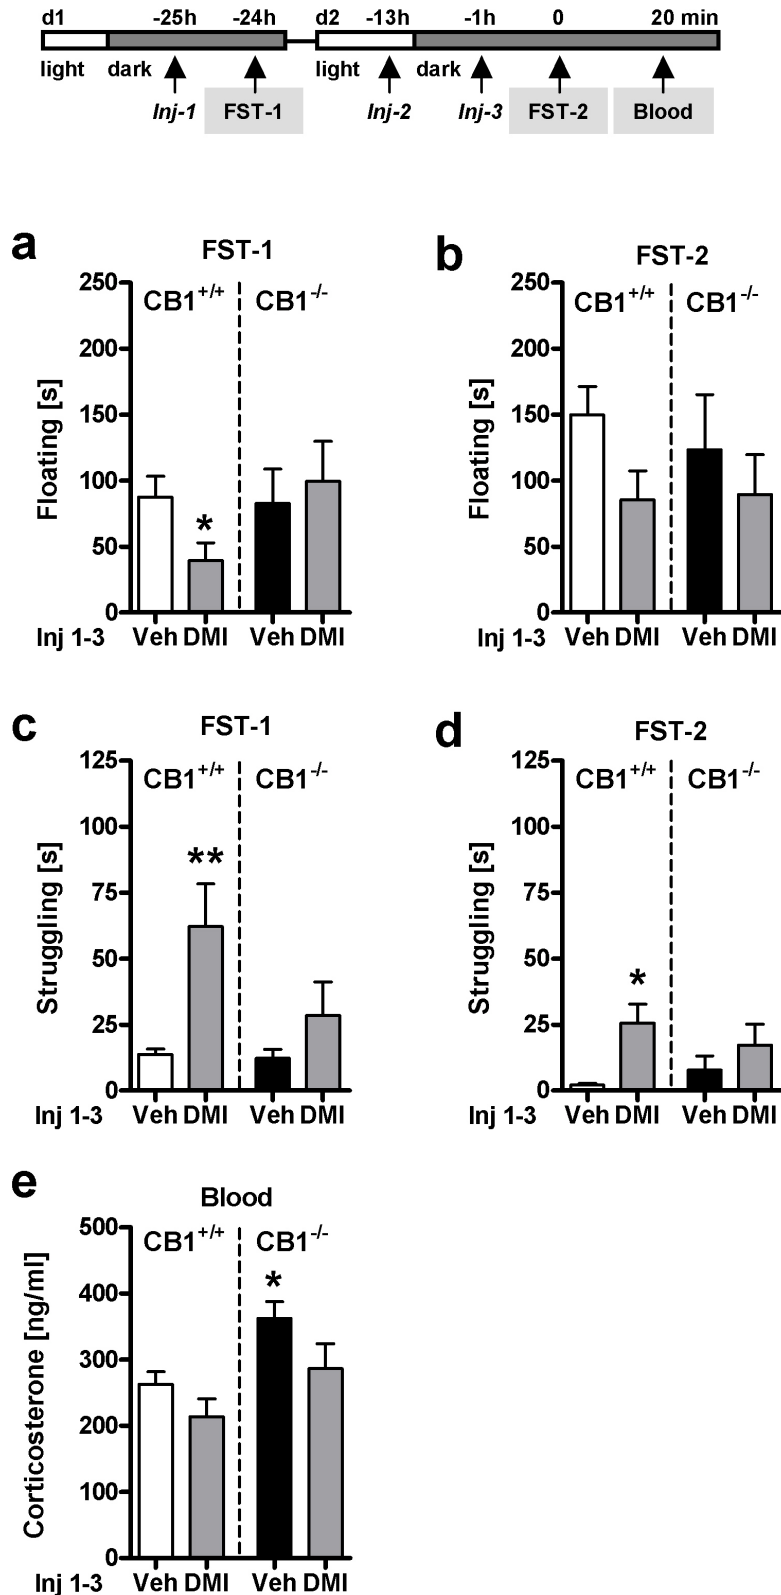 d1 -25h -24h d2 -13h -1h 0 20 min
light dark light dark
Inj-1 FST-1 Inj-2 Inj-3 FST-2 Blood
a
FST-1
CB1+/+ CB1-/-
Floating [s]
250
200
150
100
50
0
*
Inj 1-3 Veh DMI Veh DMI
b
FST-2
CB1+/+ CB1-/-
Floating [s]
250
200
150
100
50
0
Inj 1-3 Veh DMI Veh DMI
c
FST-1
CB1+/+ CB1-/-
Struggling [s]
125
100
75
50
25
0
**
Inj 1-3 Veh DMI Veh DMI
d
FST-2
CB1+/+ CB1-/-
Struggling [s]
125
100
75
50
25
0
*
Inj 1-3 Veh DMI Veh DMI
e
Blood
CB1+/+ CB1-/-
Corticosterone [ng/ml]
500
400
300
200
100
0
*
Inj 1-3 Veh DMI Veh DMI